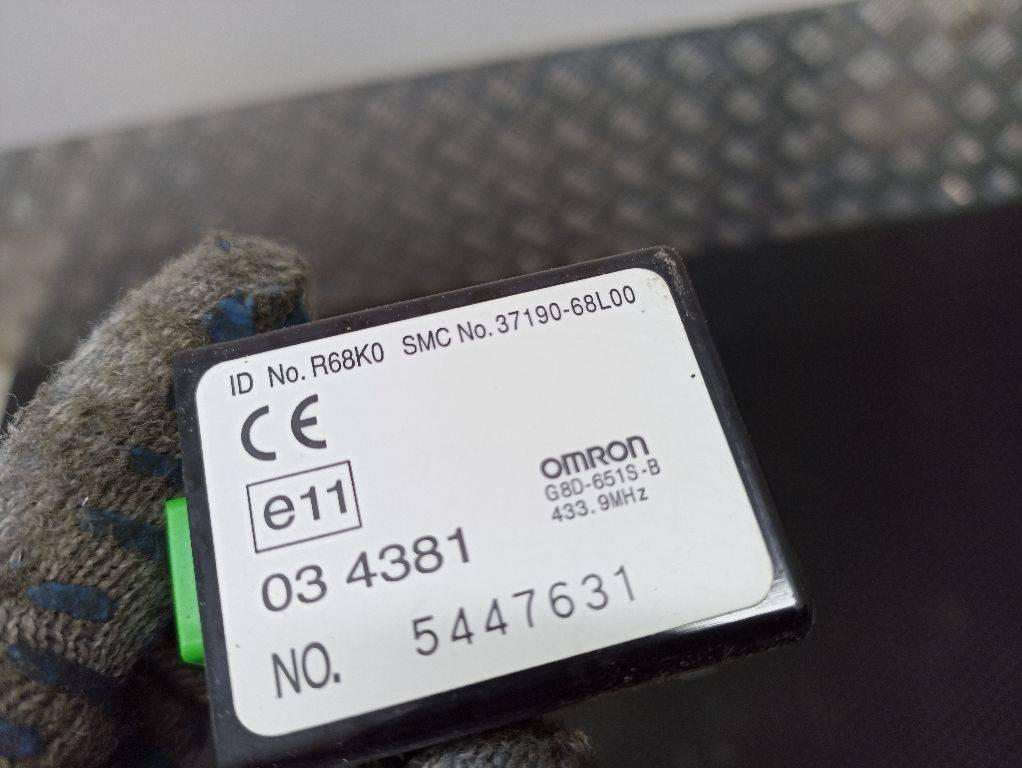 ID No. R68K0 SMC No. 37190-68L00
CE
e11
OMRON
G8D-651S-B
433.9MHz
03 4381
NO. 5447631